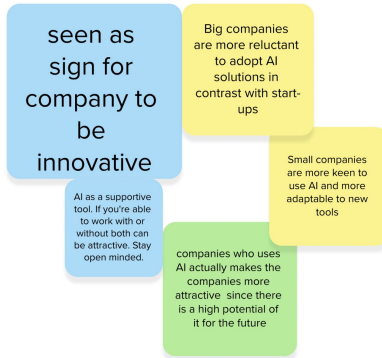 seen as
sign for
company to
be
innovative
Big companies
are more reluctant
to adopt AI
solutions in
contrast with start-
ups
Small companies
are more keen to
use AI and more
adaptable to new
tools
AI as a supportive
tool. If you're able
to work with or
without both can
be attractive. Stay
open minded.
companies who uses
AI actually makes the
companies more
attractive since there
is a high potential of
it for the future